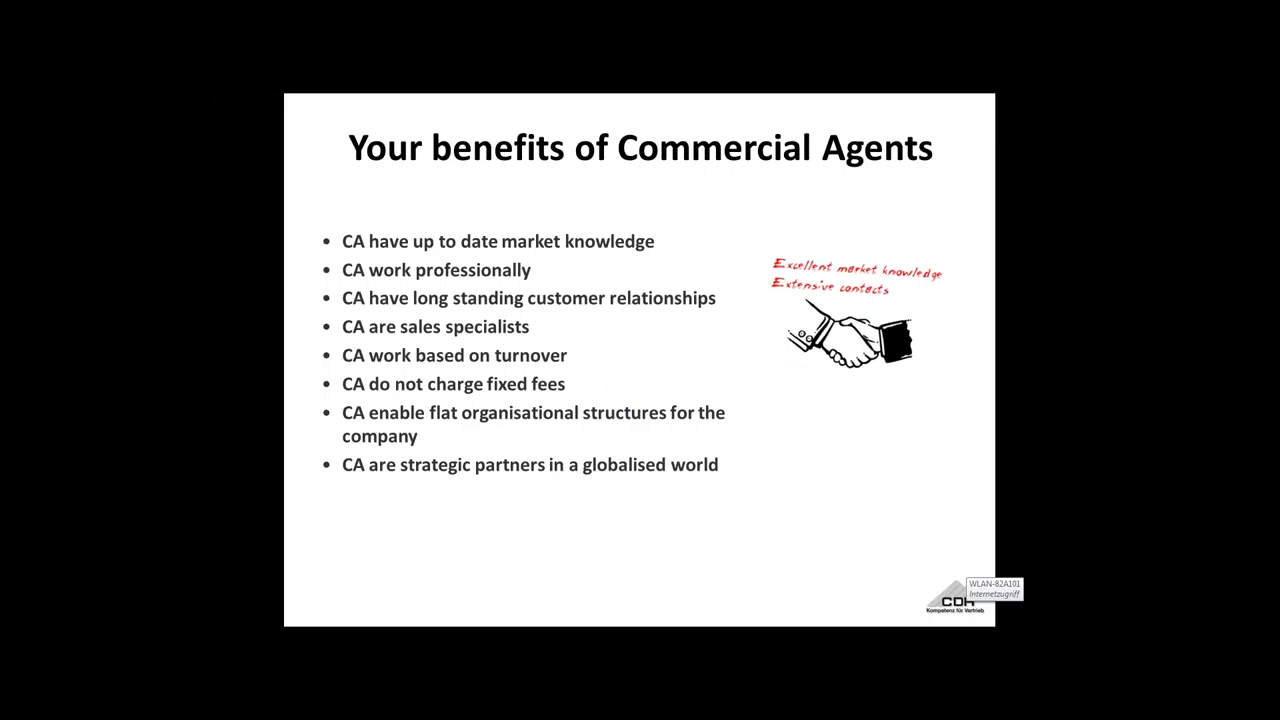 Your benefits of Commercial Agents
• CA have up to date market knowledge
• CA work professionally
• CA have long standing customer relationships
• CA are sales specialists
• CA work based on turnover
• CA do not charge fixed fees
• CA enable flat organisational structures for the
company
• CA are strategic partners in a globalised world
Excellent market knowledge
Extensive contacts
WLAN-82A101
Internetzugriff
CDH
Kompetenz für Vertrieb